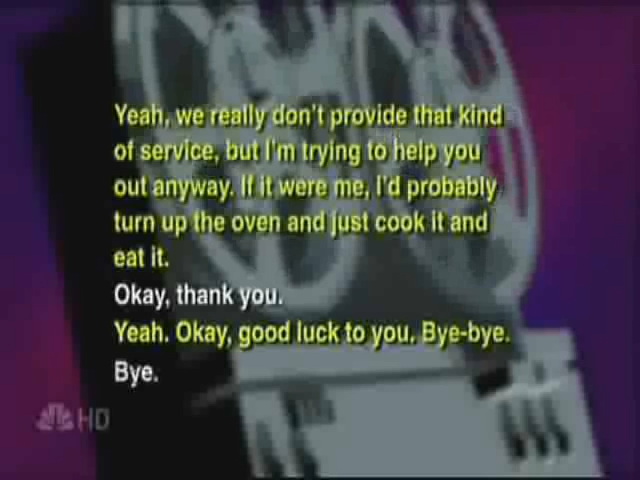 Yeah, we really don't provide that kind
of service, but I'm trying to help you
out anyway. If it were me, I'd probably
turn up the oven and just cook it and
eat it.
Okay, thank you.
Yeah. Okay, good luck to you. Bye-bye.
Bye.
HD